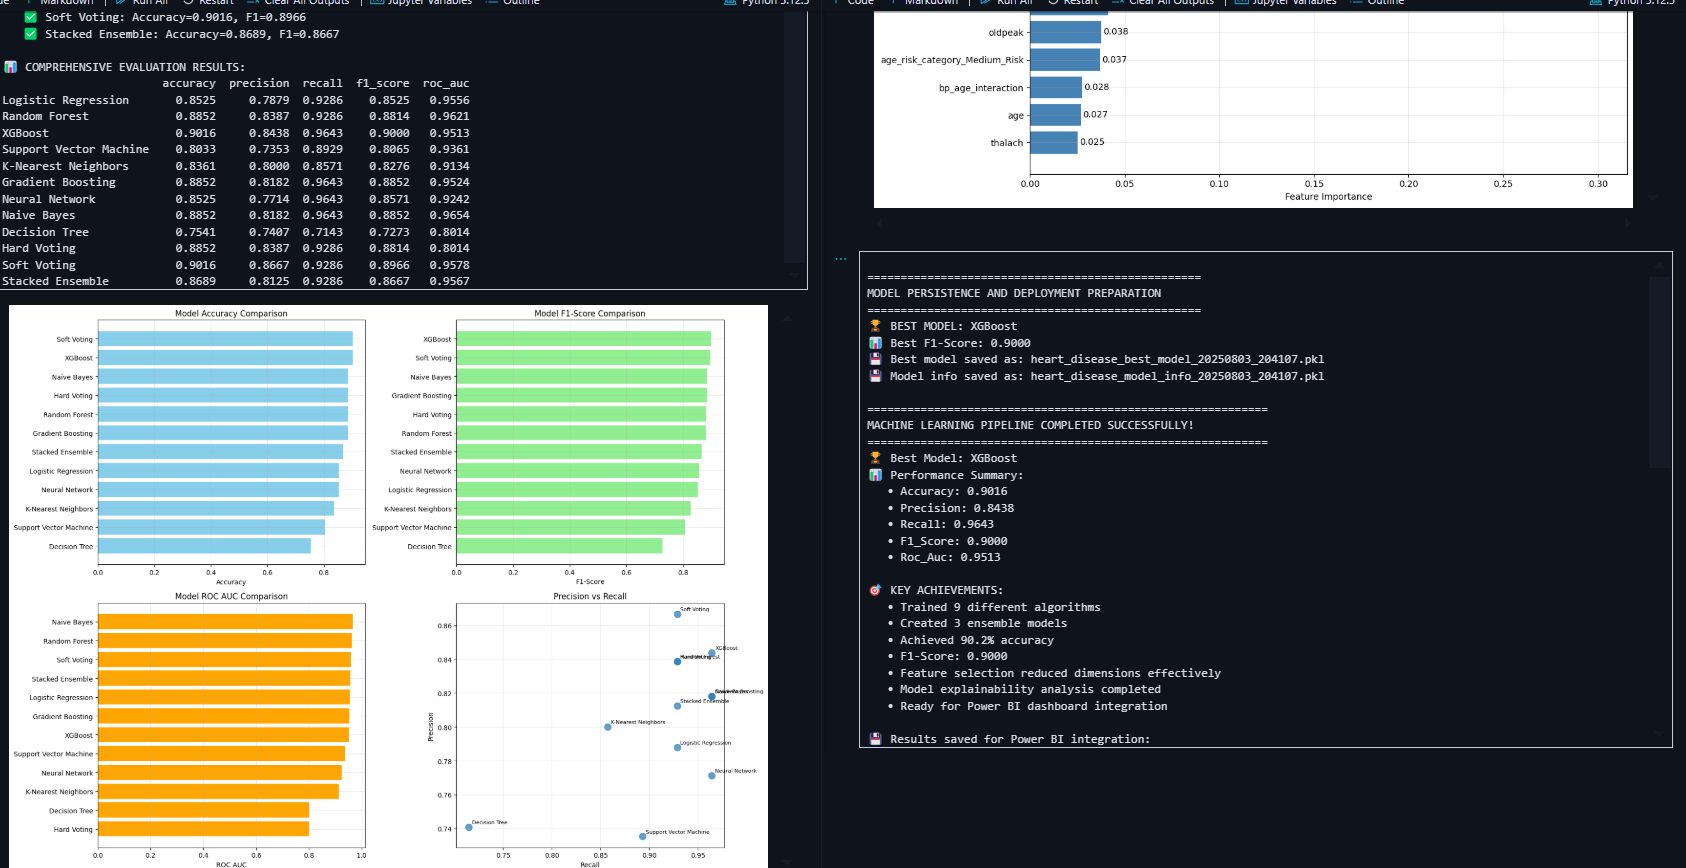 Code Markdown Run All Restart Clear All Outputs Jupyter Variables Outline Python 3.12.5
✅ Soft Voting: Accuracy=0.9016, F1=0.8966
✅ Stacked Ensemble: Accuracy=0.8689, F1=0.8667
📊 COMPREHENSIVE EVALUATION RESULTS:
accuracy precision recall f1_score roc_auc
Logistic Regression 0.8525 0.7879 0.9286 0.8525 0.9556
Random Forest 0.8852 0.8387 0.9286 0.8814 0.9621
XGBoost 0.9016 0.8438 0.9643 0.9000 0.9513
Support Vector Machine 0.8033 0.7353 0.8929 0.8065 0.9361
K-Nearest Neighbors 0.8361 0.8000 0.8571 0.8276 0.9134
Gradient Boosting 0.8852 0.8182 0.9643 0.8852 0.9524
Neural Network 0.8525 0.7714 0.9643 0.8571 0.9242
Naive Bayes 0.8852 0.8182 0.9643 0.8852 0.9654
Decision Tree 0.7541 0.7407 0.7143 0.7273 0.8014
Hard Voting 0.8852 0.8387 0.9286 0.8814 0.8014
Soft Voting 0.9016 0.8667 0.9286 0.8966 0.9578
Stacked Ensemble 0.8689 0.8125 0.9286 0.8667 0.9567
Model Accuracy Comparison
Soft Voting
XGBoost
Naive Bayes
Hard Voting
Random Forest
Gradient Boosting
Stacked Ensemble
Logistic Regression
Neural Network
K-Nearest Neighbors
Support Vector Machine
Decision Tree
0.0 0.2 0.4 0.6 0.8
Accuracy
Model F1-Score Comparison
XGBoost
Soft Voting
Naive Bayes
Gradient Boosting
Hard Voting
Random Forest
Stacked Ensemble
Neural Network
Logistic Regression
K-Nearest Neighbors
Support Vector Machine
Decision Tree
0.0 0.2 0.4 0.6 0.8
F1-Score
Model ROC AUC Comparison
Naive Bayes
Random Forest
Soft Voting
Stacked Ensemble
Logistic Regression
Gradient Boosting
XGBoost
Support Vector Machine
Neural Network
K-Nearest Neighbors
Decision Tree
Hard Voting
0.0 0.2 0.4 0.6 0.8 1.0
ROC AUC
Precision vs Recall
Soft Voting
0.86
XGBoost
0.84
0.82
Stacked Ensemble
K-Nearest Neighbors
0.80
Precision
Logistic Regression
0.78
Neural Network
0.76
0.74
Decision Tree
Support Vector Machine
0.75 0.80 0.85 0.90 0.95
Recall
Code Markdown Run All Restart Clear All Outputs Jupyter Variables Outline Python 3.12.5
oldpeak 0.038
age_risk_category_Medium_Risk 0.037
bp_age_interaction 0.028
age 0.027
thalach 0.025
0.00 0.05 0.10 0.15 0.20 0.25 0.30
Feature Importance
...
==================================================
MODEL PERSISTENCE AND DEPLOYMENT PREPARATION
==================================================
🏆 BEST MODEL: XGBoost
📊 Best F1-Score: 0.9000
💾 Best model saved as: heart_disease_best_model_20250803_204107.pkl
💾 Model info saved as: heart_disease_model_info_20250803_204107.pkl
============================================================
MACHINE LEARNING PIPELINE COMPLETED SUCCESSFULLY!
============================================================
🏆 Best Model: XGBoost
📊 Performance Summary:
• Accuracy: 0.9016
• Precision: 0.8438
• Recall: 0.9643
• F1_Score: 0.9000
• Roc_Auc: 0.9513
🎯 KEY ACHIEVEMENTS:
• Trained 9 different algorithms
• Created 3 ensemble models
• Achieved 90.2% accuracy
• F1-Score: 0.9000
• Feature selection reduced dimensions effectively
• Model explainability analysis completed
• Ready for Power BI dashboard integration
💾 Results saved for Power BI integration: